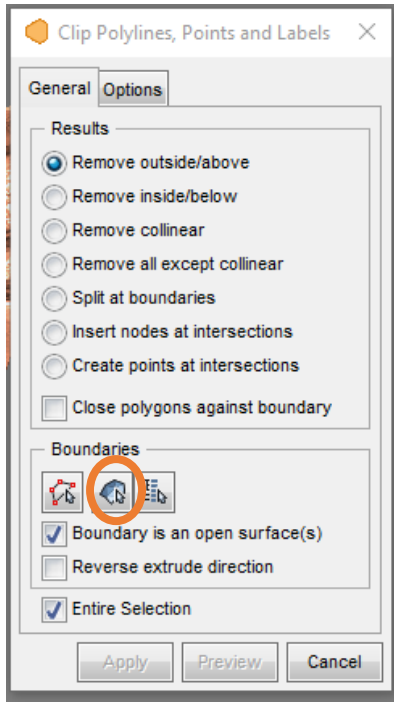 Clip Polylines, Points and Labels
General Options
Results
Remove outside/above
Remove inside/below
Remove collinear
Remove all except collinear
Split at boundaries
Insert nodes at intersections
Create points at intersections
Close polygons against boundary
Boundaries
Boundary is an open surface(s)
Reverse extrude direction
Entire Selection
Apply Preview Cancel